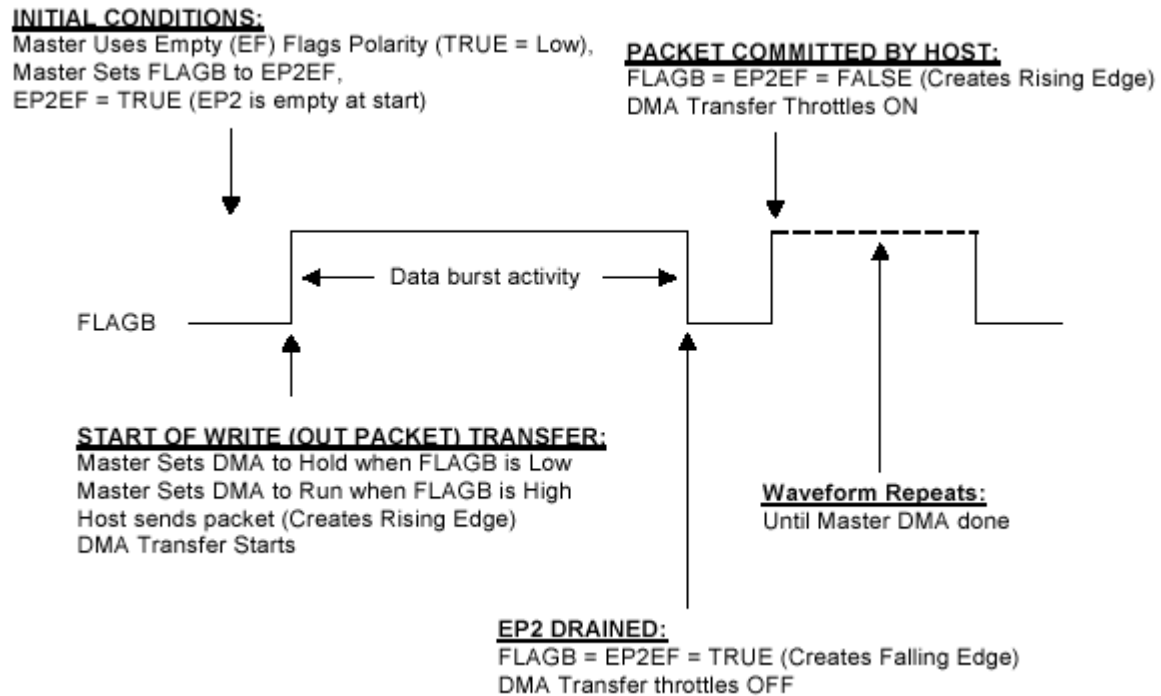 INITIAL CONDITIONS:
Master Uses Empty (EF) Flags Polarity (TRUE = Low),
Master Sets FLAGB to EP2EF,
EP2EF = TRUE (EP2 is empty at start)
PACKET COMMITTED BY HOST:
FLAGB = EP2EF = FALSE (Creates Rising Edge)
DMA Transfer Throttles ON
Data burst activity
FLAGB
START OF WRITE (OUT PACKET) TRANSFER:
Master Sets DMA to Hold when FLAGB is Low
Master Sets DMA to Run when FLAGB is High
Host sends packet (Creates Rising Edge)
DMA Transfer Starts
Waveform Repeats:
Until Master DMA done
EP2 DRAINED:
FLAGB = EP2EF = TRUE (Creates Falling Edge)
DMA Transfer throttles OFF